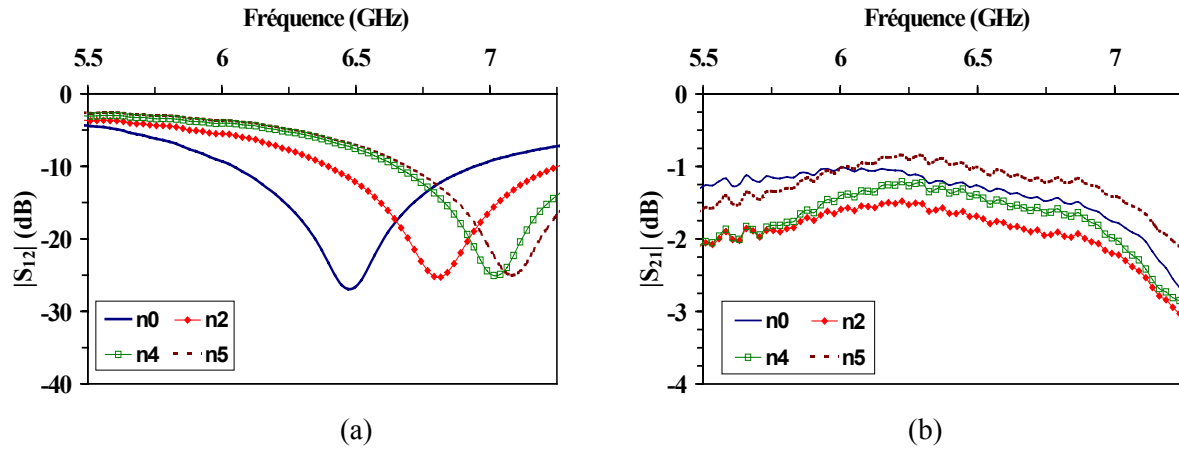 Fréquence (GHz)
5.5 6 6.5 7
0
-10
-20
-30
-40
|S12| (dB)
n0 n2
n4 n5
(a)
Fréquence (GHz)
5.5 6 6.5 7
0
-1
-2
-3
-4
|S21| (dB)
n0 n2
n4 n5
(b)